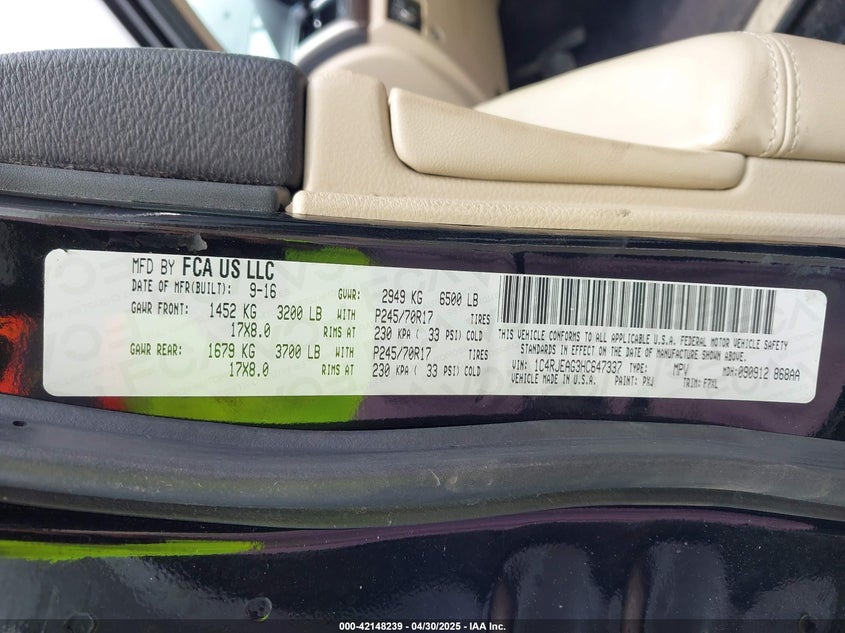 MFD BY FCA US LLC
DATE OF MFR(BUILT): 9-16 GVWR: 2949 KG 6500 LB
GAWR FRONT: 1452 KG 3200 LB WITH P245/70R17 TIRES
17X8.0 RIMS AT 230 KPA ( 33 PSI) COLD
GAWR REAR: 1679 KG 3700 LB WITH P245/70R17 TIRES
17X8.0 RIMS AT 230 KPA ( 33 PSI) COLD
THIS VEHICLE CONFORMS TO ALL APPLICABLE U.S.A. FEDERAL MOTOR VEHICLE SAFETY
STANDARDS IN EFFECT ON THE DATE OF MANUFACTURE SHOWN ABOVE.
VIN: 1C4RJEAG3HC647337 TYPE: MPV MDH:090912 868AA
VEHICLE MADE IN U.S.A. PAINT: PXJ TRIM: F7XL
000-42148239 - 04/30/2025 - IAA Inc.